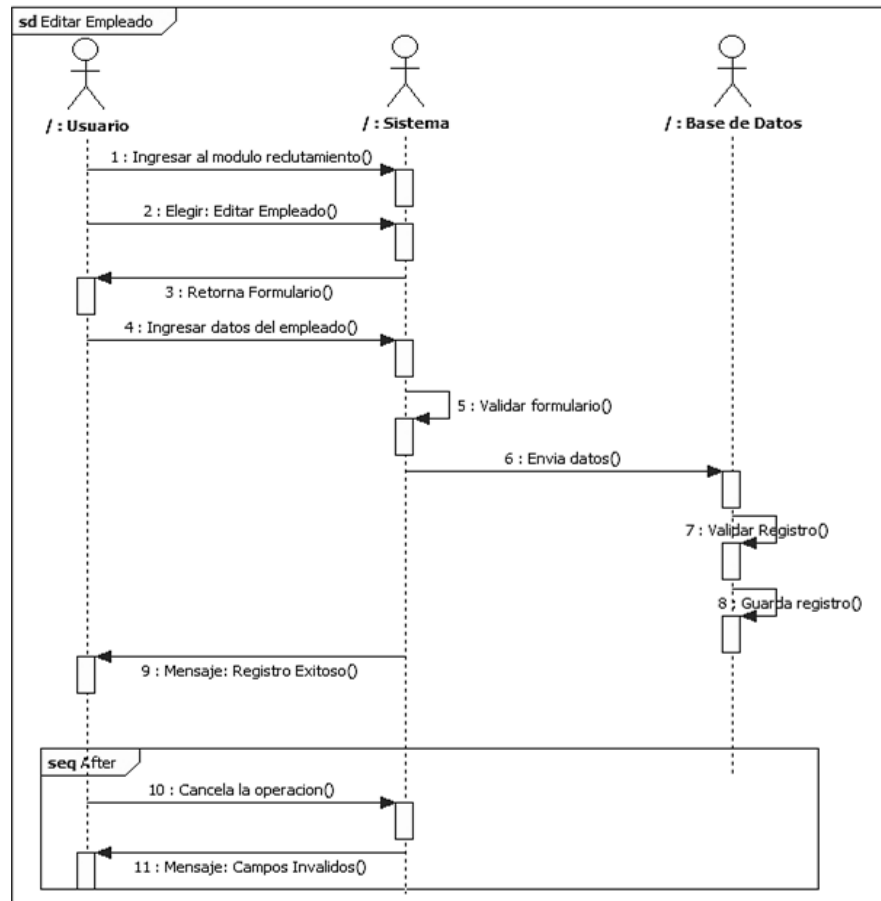 sd Editar Empleado
/ : Usuario
/ : Sistema
/ : Base de Datos
1 : Ingresar al modulo reclutamiento()
2 : Elegir: Editar Empleado()
3 : Retorna Formulario()
4 : Ingresar datos del empleado()
5 : Validar formulario()
6 : Envia datos()
7 : Validar Registro()
8 : Guarda registro()
9 : Mensaje: Registro Exitoso()
seq After
10 : Cancela la operacion()
11 : Mensaje: Campos Invalidos()